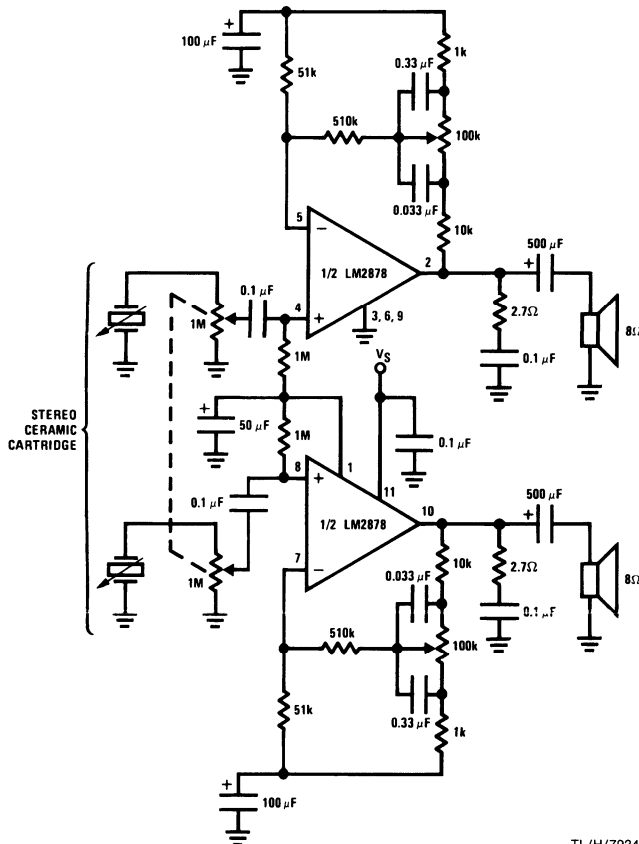 100 μF
+
51k
0.33 μF
1k
510k
100k
0.033 μF
10k
5
−
1/2 LM2878
2
500 μF
+
0.1 μF
4
+
3, 6, 9
2.7Ω
0.1 μF
8Ω
1M
1M
VS
STEREO
CERAMIC
CARTRIDGE
+
50 μF
1M
1
0.1 μF
8
+
11
0.1 μF
1/2 LM2878
10
500 μF
+
7
−
10k
2.7Ω
8Ω
1M
0.033 μF
0.1 μF
510k
100k
51k
0.33 μF
1k
+
100 μF